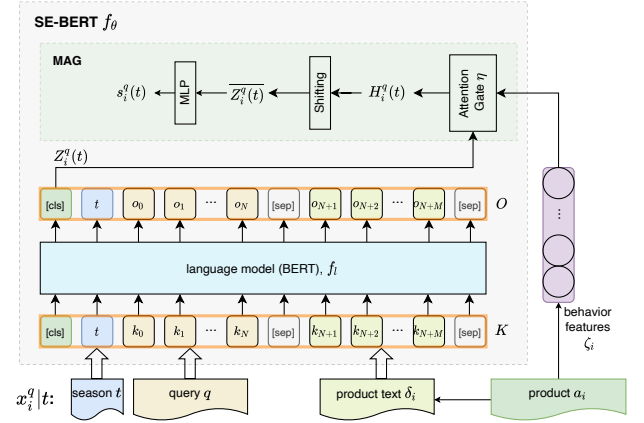 SE-BERT f_θ
MAG
s_i^q(t)
MLP
\overline{Z_i^q(t)}
Shifting
H_i^q(t)
Attention Gate η
Z_i^q(t)
[cls] t o_0 o_1 ... o_N [sep] o_{N+1} o_{N+2} ... o_{N+M} [sep] O
language model (BERT), f_l
[cls] t k_0 k_1 ... k_N [sep] k_{N+1} k_{N+2} ... k_{N+M} [sep] K
...
behavior
features
ζ_i
x_i^q|t: season t query q product text δ_i product a_i